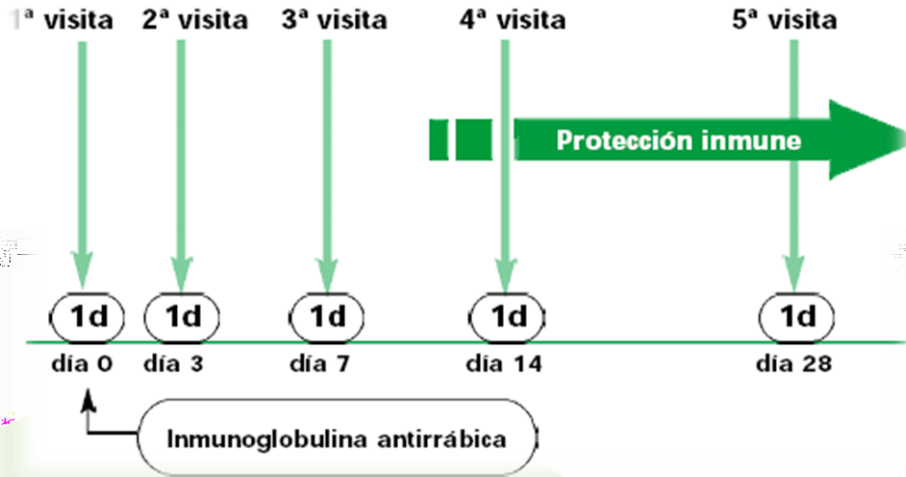 1ª visita 2ª visita 3ª visita 4ª visita 5ª visita
Protección inmune
1d 1d 1d 1d 1d
día 0 día 3 día 7 día 14 día 28
Inmunoglobulina antirrábica